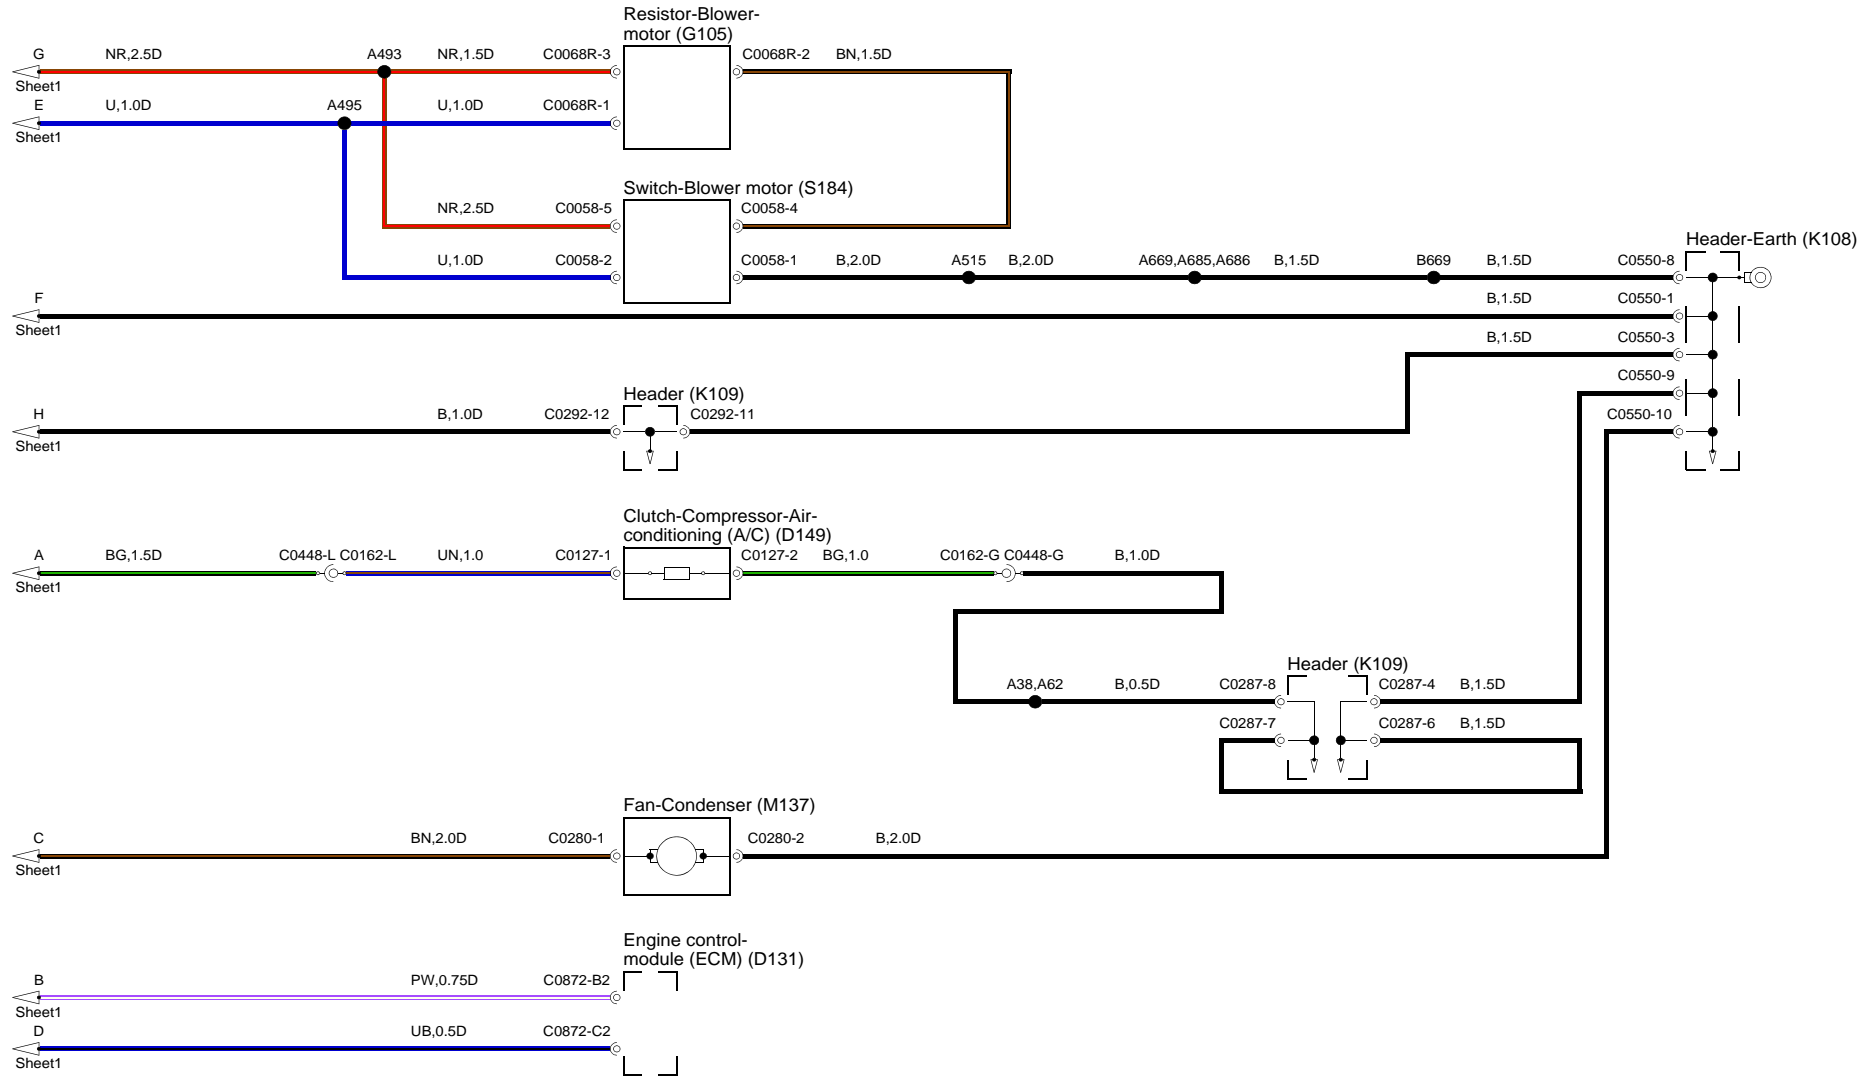 Resistor-Blower-
motor (G105)
G NR,2.5D A493 NR,1.5D C0068R-3 C0068R-2 BN,1.5D
Sheet1
E U,1.0D A495 U,1.0D C0068R-1
Sheet1
Switch-Blower motor (S184)
NR,2.5D C0058-5 C0058-4
Header-Earth (K108)
U,1.0D C0058-2 C0058-1 B,2.0D A515 B,2.0D A669,A685,A686 B,1.5D B669 B,1.5D C0550-8
F B,1.5D C0550-1
Sheet1
B,1.5D C0550-3
C0550-9
Header (K109)
H B,1.0D C0292-12 C0292-11 C0550-10
Sheet1
Clutch-Compressor-Air-
conditioning (A/C) (D149)
A BG,1.5D C0448-L C0162-L UN,1.0 C0127-1 C0127-2 BG,1.0 C0162-G C0448-G B,1.0D
Sheet1
Header (K109)
A38,A62 B,0.5D C0287-8 C0287-4 B,1.5D
C0287-7 C0287-6 B,1.5D
Fan-Condenser (M137)
C BN,2.0D C0280-1 C0280-2 B,2.0D
Sheet1
Engine control-
module (ECM) (D131)
B PW,0.75D C0872-B2
Sheet1
D UB,0.5D C0872-C2
Sheet1